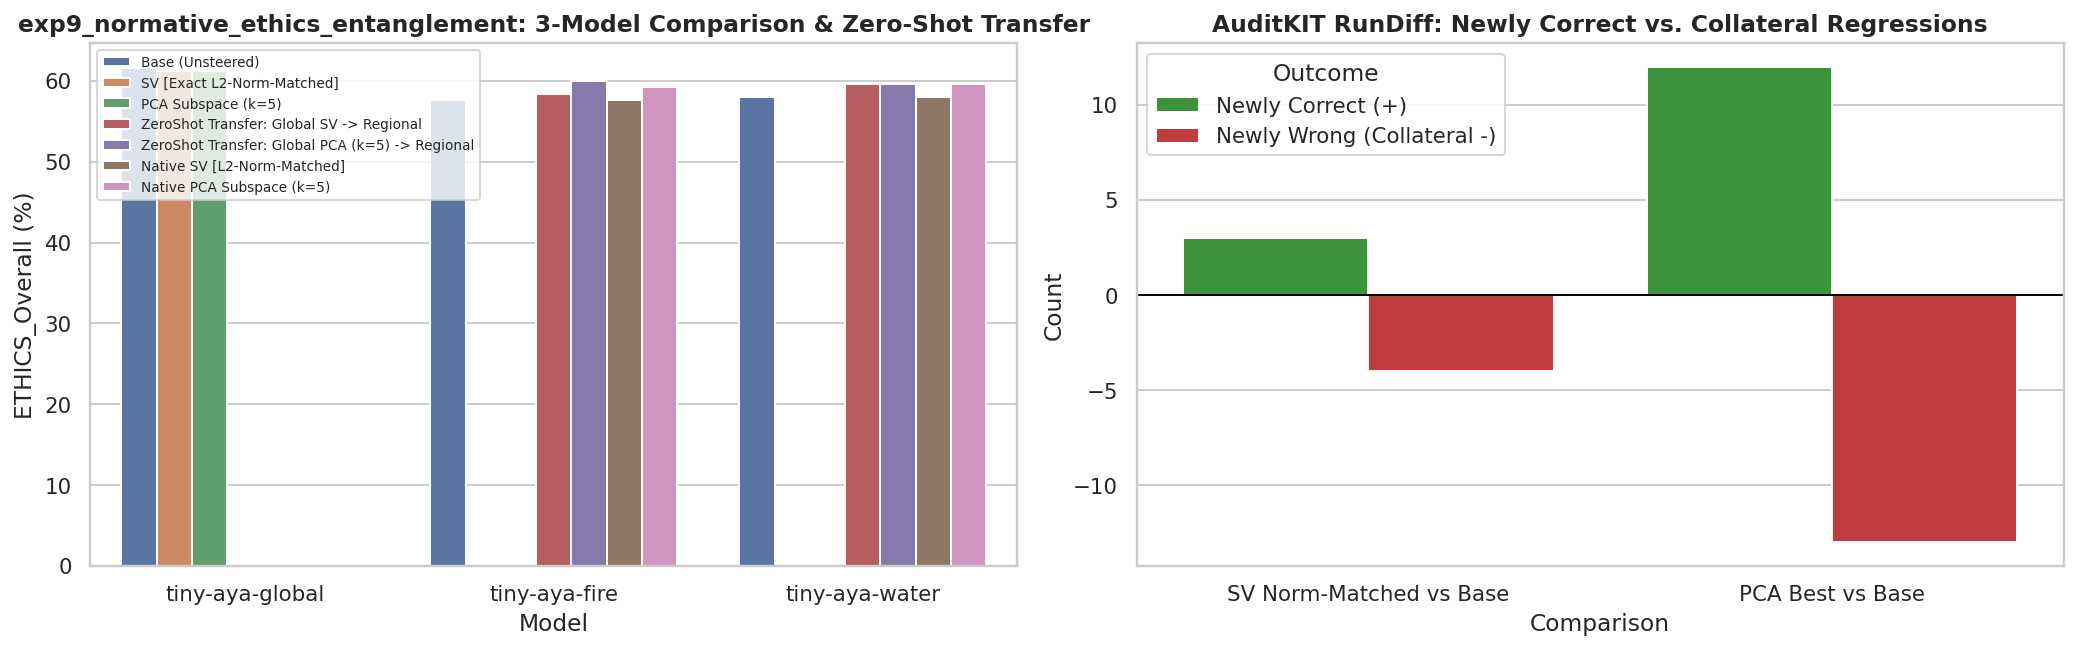 exp9_normative_ethics_entanglement: 3-Model Comparison & Zero-Shot Transfer
Base (Unsteered)
SV [Exact L2-Norm-Matched]
PCA Subspace (k=5)
ZeroShot Transfer: Global SV -> Regional
ZeroShot Transfer: Global PCA (k=5) -> Regional
Native SV [L2-Norm-Matched]
Native PCA Subspace (k=5)
ETHICS_Overall (%)
60
50
40
30
20
10
0
tiny-aya-global
tiny-aya-fire
tiny-aya-water
Model
AuditKIT RunDiff: Newly Correct vs. Collateral Regressions
Outcome
Newly Correct (+)
Newly Wrong (Collateral -)
Count
10
5
0
−5
−10
SV Norm-Matched vs Base
PCA Best vs Base
Comparison